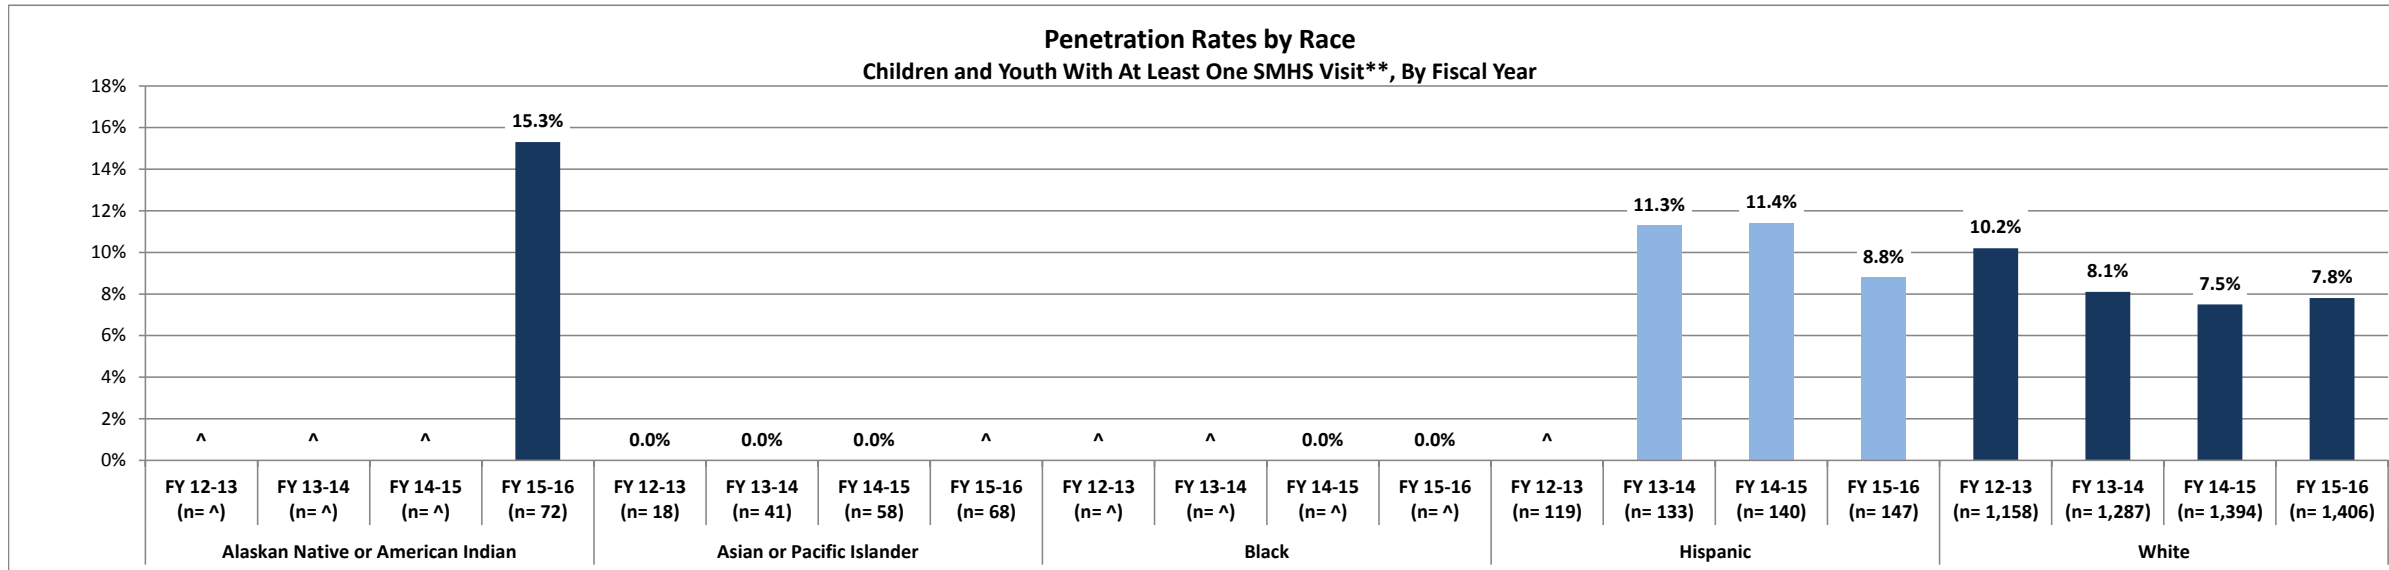 Penetration Rates by Race
Children and Youth With At Least One SMHS Visit**, By Fiscal Year
18%
16%
14%
12%
10%
8%
6%
4%
2%
0%
^ ^ ^ 15.3% 0.0% 0.0% 0.0% ^ ^ ^ 0.0% 0.0% ^ 11.3% 11.4% 8.8% 10.2% 8.1% 7.5% 7.8%
FY 12-13 FY 13-14 FY 14-15 FY 15-16 FY 12-13 FY 13-14 FY 14-15 FY 15-16 FY 12-13 FY 13-14 FY 14-15 FY 15-16 FY 12-13 FY 13-14 FY 14-15 FY 15-16 FY 12-13 FY 13-14 FY 14-15 FY 15-16
(n= ^) (n= ^) (n= ^) (n= 72) (n= 18) (n= 41) (n= 58) (n= 68) (n= ^) (n= ^) (n= ^) (n= ^) (n= 119) (n= 133) (n= 140) (n= 147) (n= 1,158) (n= 1,287) (n= 1,394) (n= 1,406)
Alaskan Native or American Indian Asian or Pacific Islander Black Hispanic White